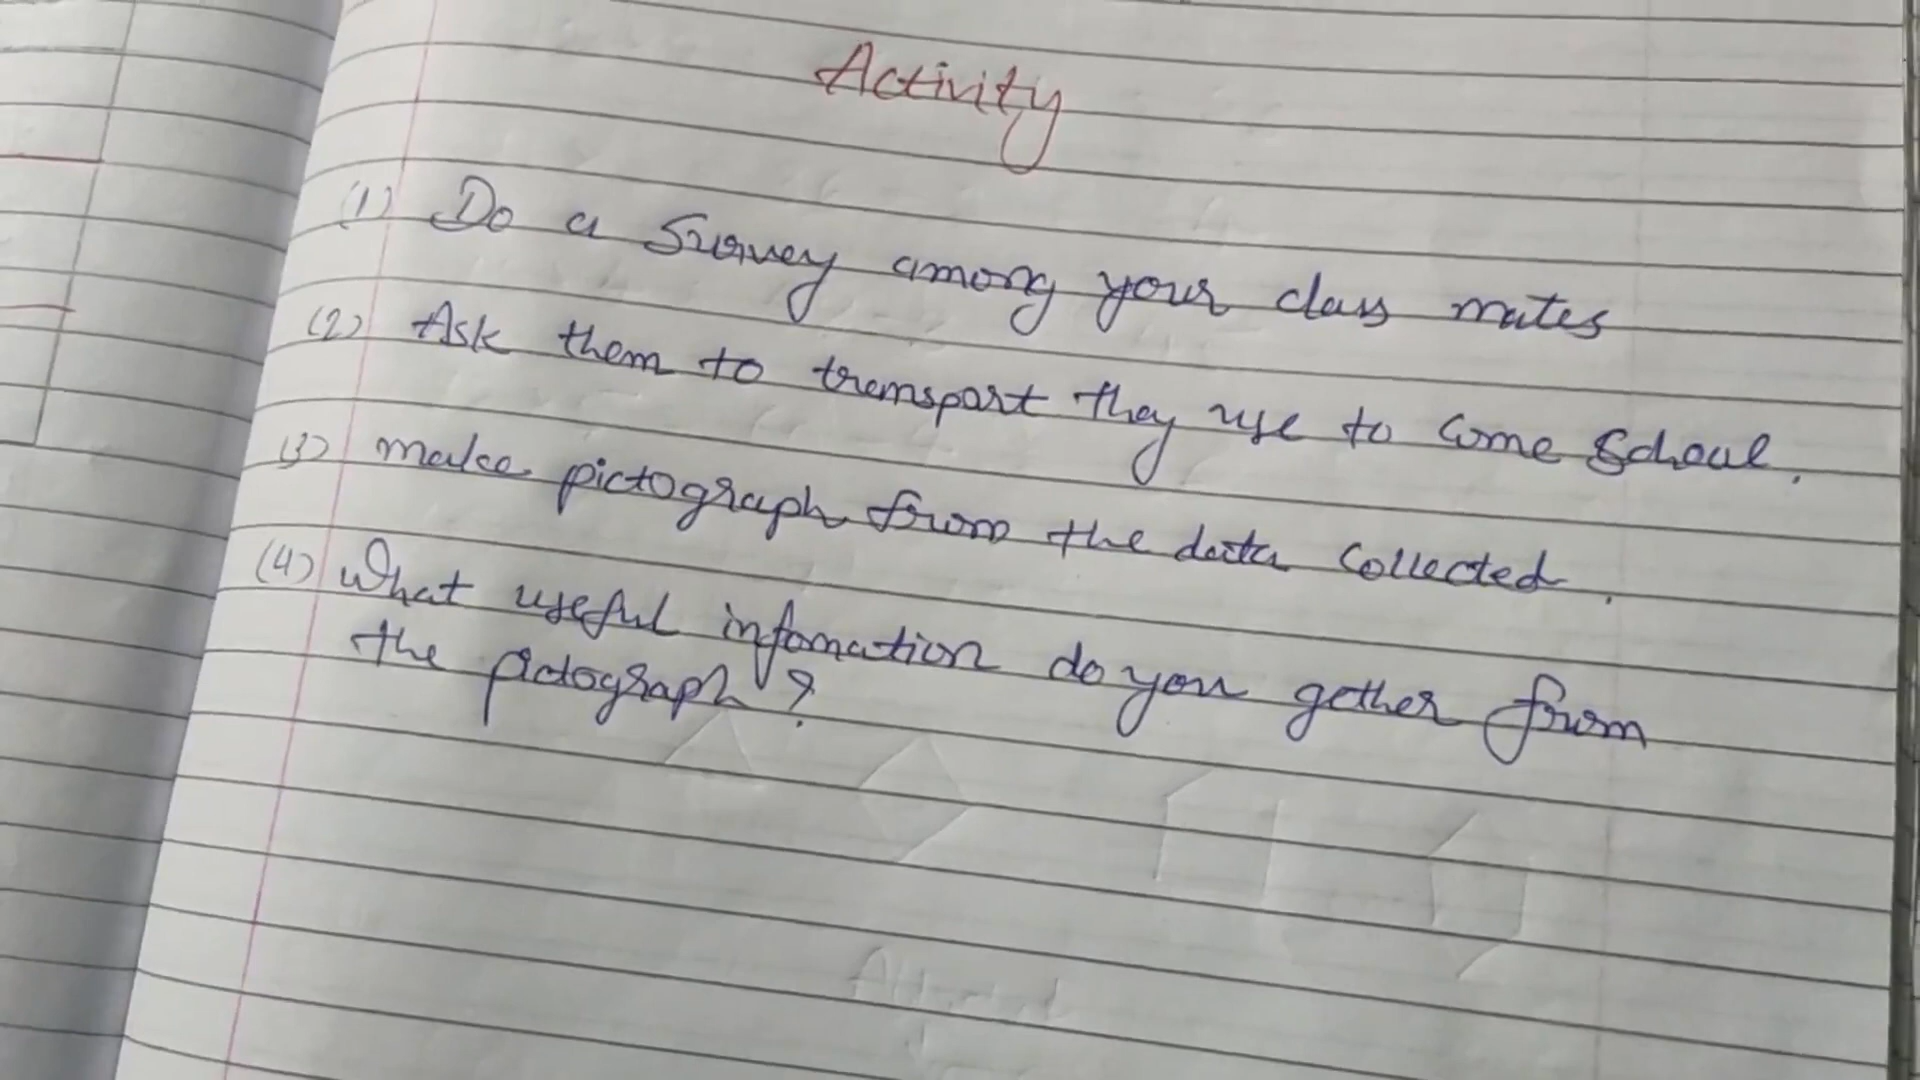 Activity
(1) Do a Survey among your class mates
(2) Ask them to transport they use to come School.
(3) make pictograph from the data collected.
(4) What useful infomation do you gether from
the pictograph?